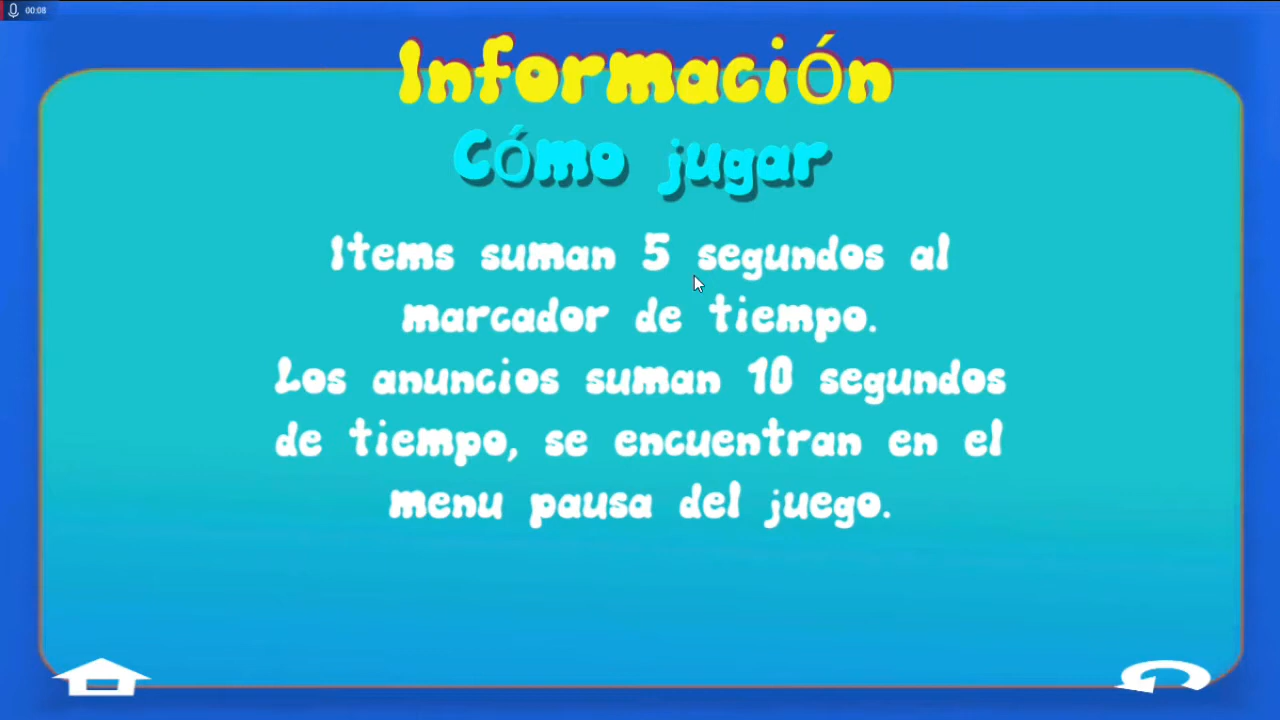 00:08
Información
Cómo jugar
Items suman 5 segundos al
marcador de tiempo.
Los anuncios suman 10 segundos
de tiempo, se encuentran en el
menu pausa del juego.